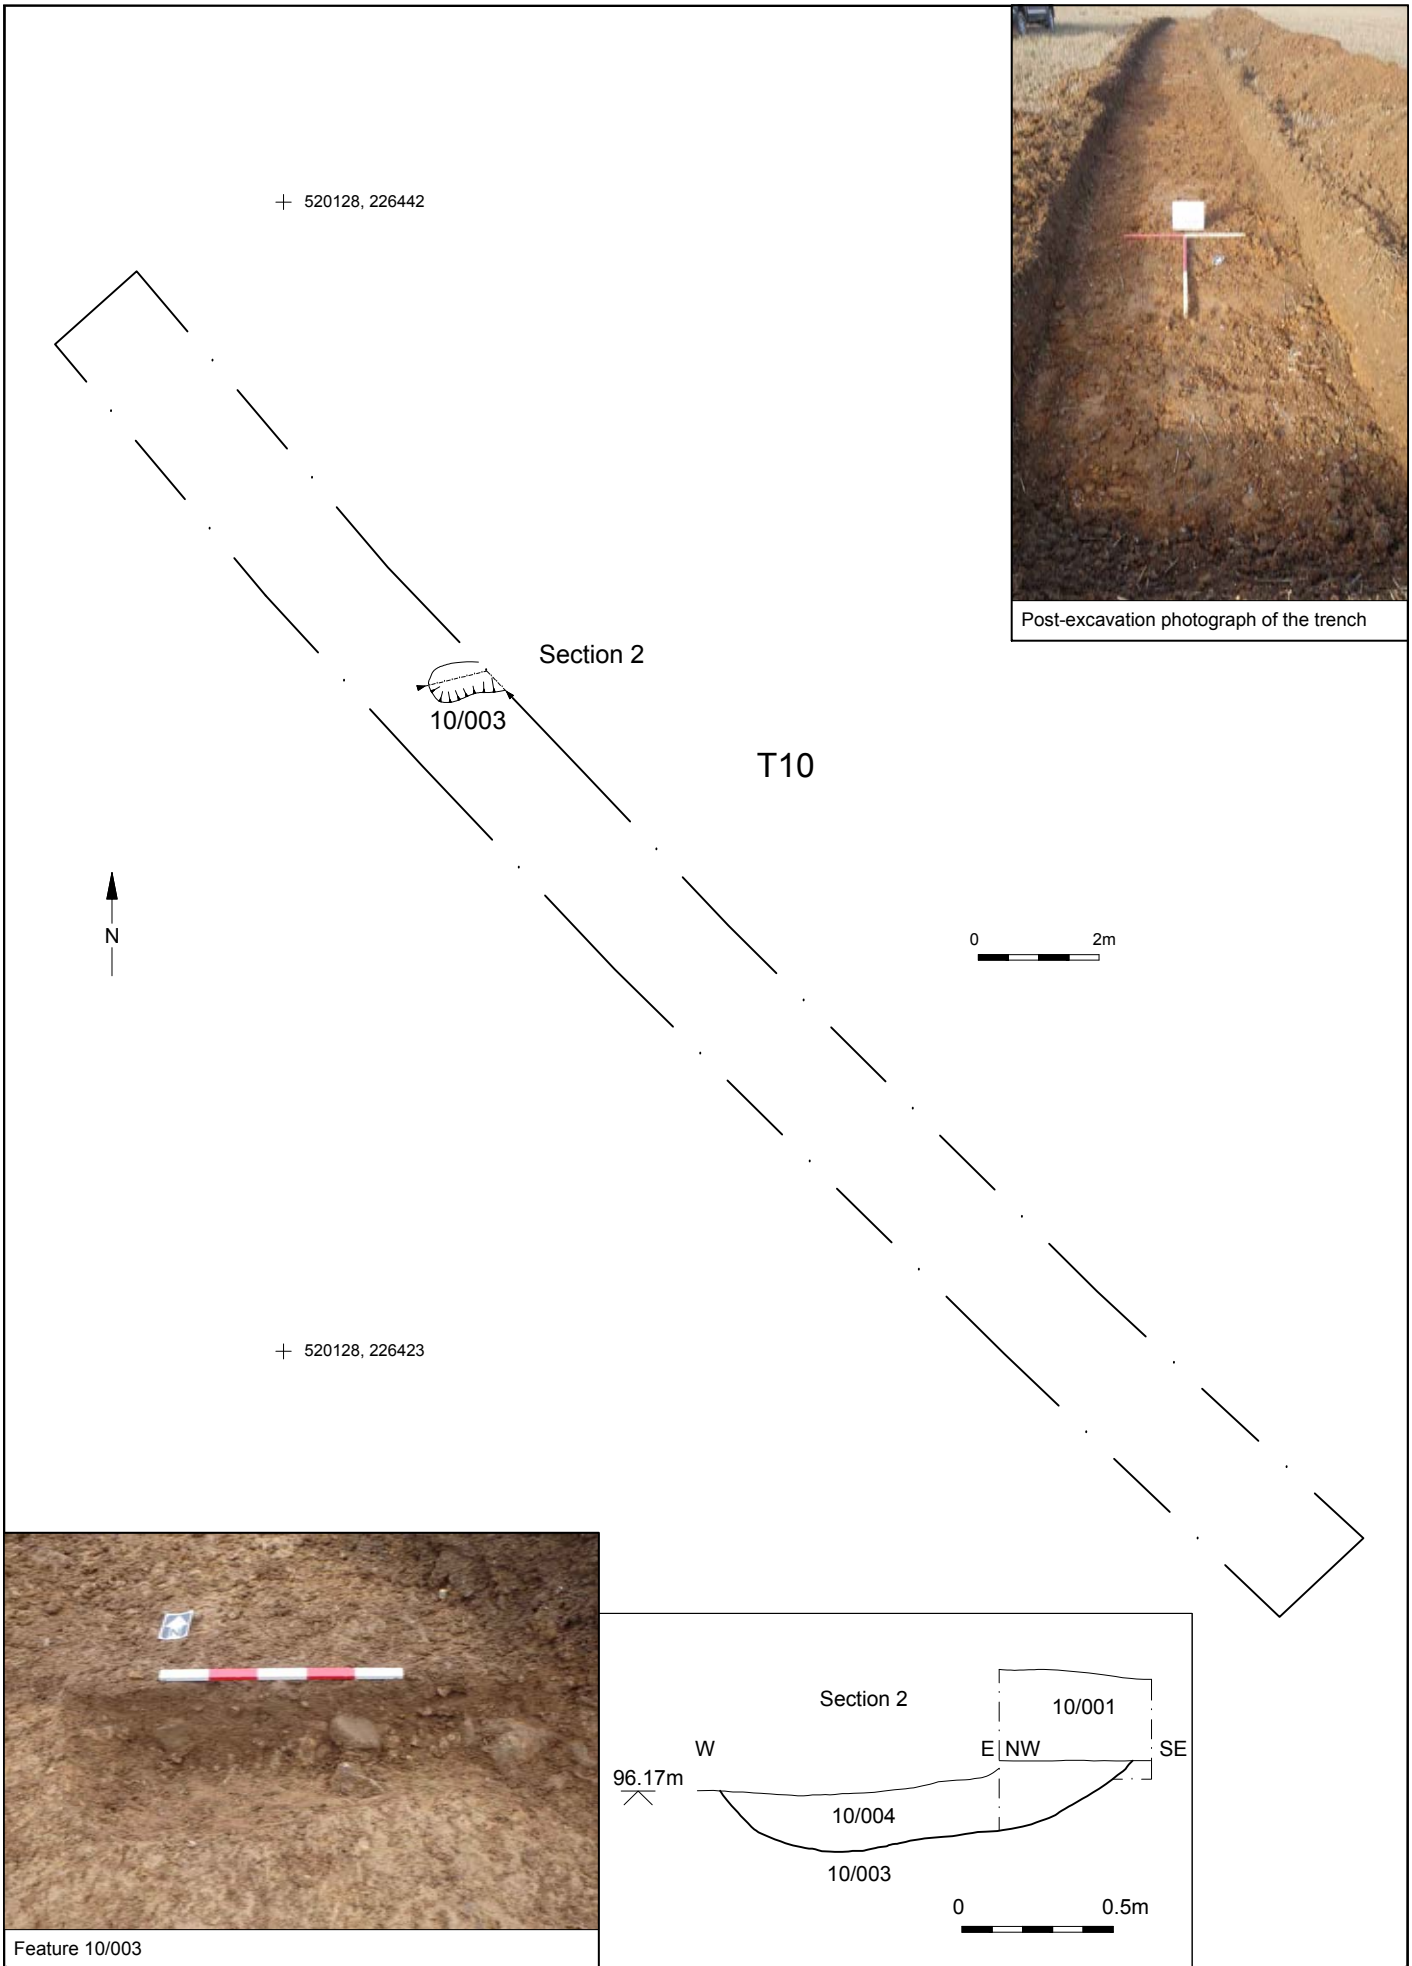 520128, 226442
Post-excavation photograph of the trench
Section 2
10/003
T10
N
0 2m
520128, 226423
Section 2
10/001
W E NW SE
96.17m
10/004
10/003
0 0.5m
Feature 10/003